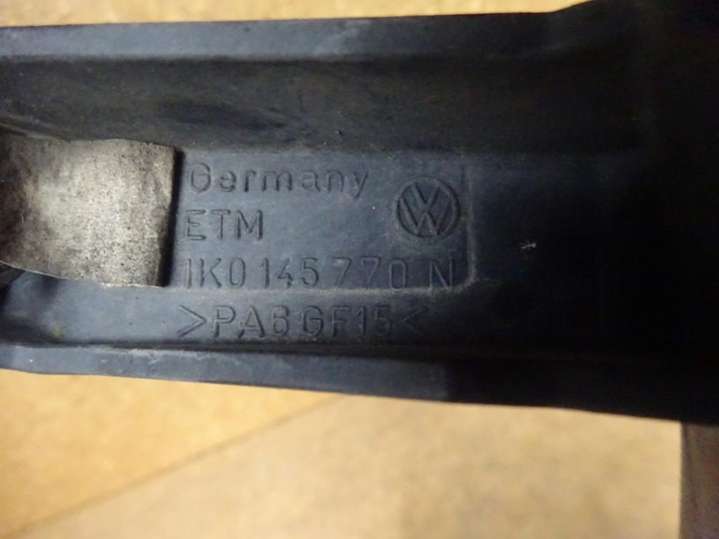 Germany
ETM
1K0 145 770 N
>PA6 GF15<